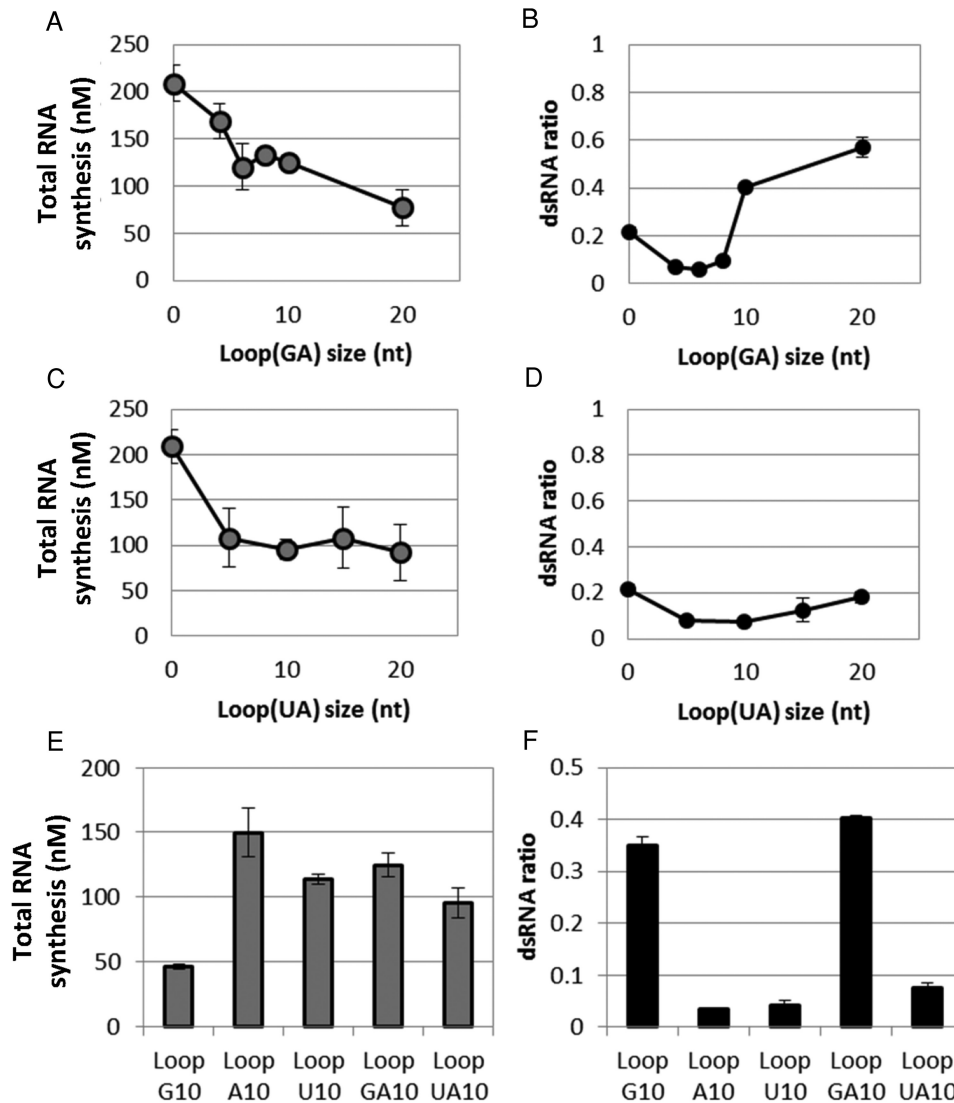 A
250
200
150
100
50
0
Total RNA
synthesis (nM)
0 10 20
Loop(GA) size (nt)
B
1
0.8
0.6
0.4
0.2
0
dsRNA ratio
0 10 20
Loop(GA) size (nt)
C
250
200
150
100
50
0
Total RNA
synthesis (nM)
0 10 20
Loop(UA) size (nt)
D
1
0.8
0.6
0.4
0.2
0
dsRNA ratio
0 10 20
Loop(UA) size (nt)
E
200
150
100
50
0
Total RNA
synthesis (nM)
Loop Loop Loop Loop Loop
G10 A10 U10 GA10 UA10
F
0.5
0.4
0.3
0.2
0.1
0
dsRNA ratio
Loop Loop Loop Loop Loop
G10 A10 U10 GA10 UA10